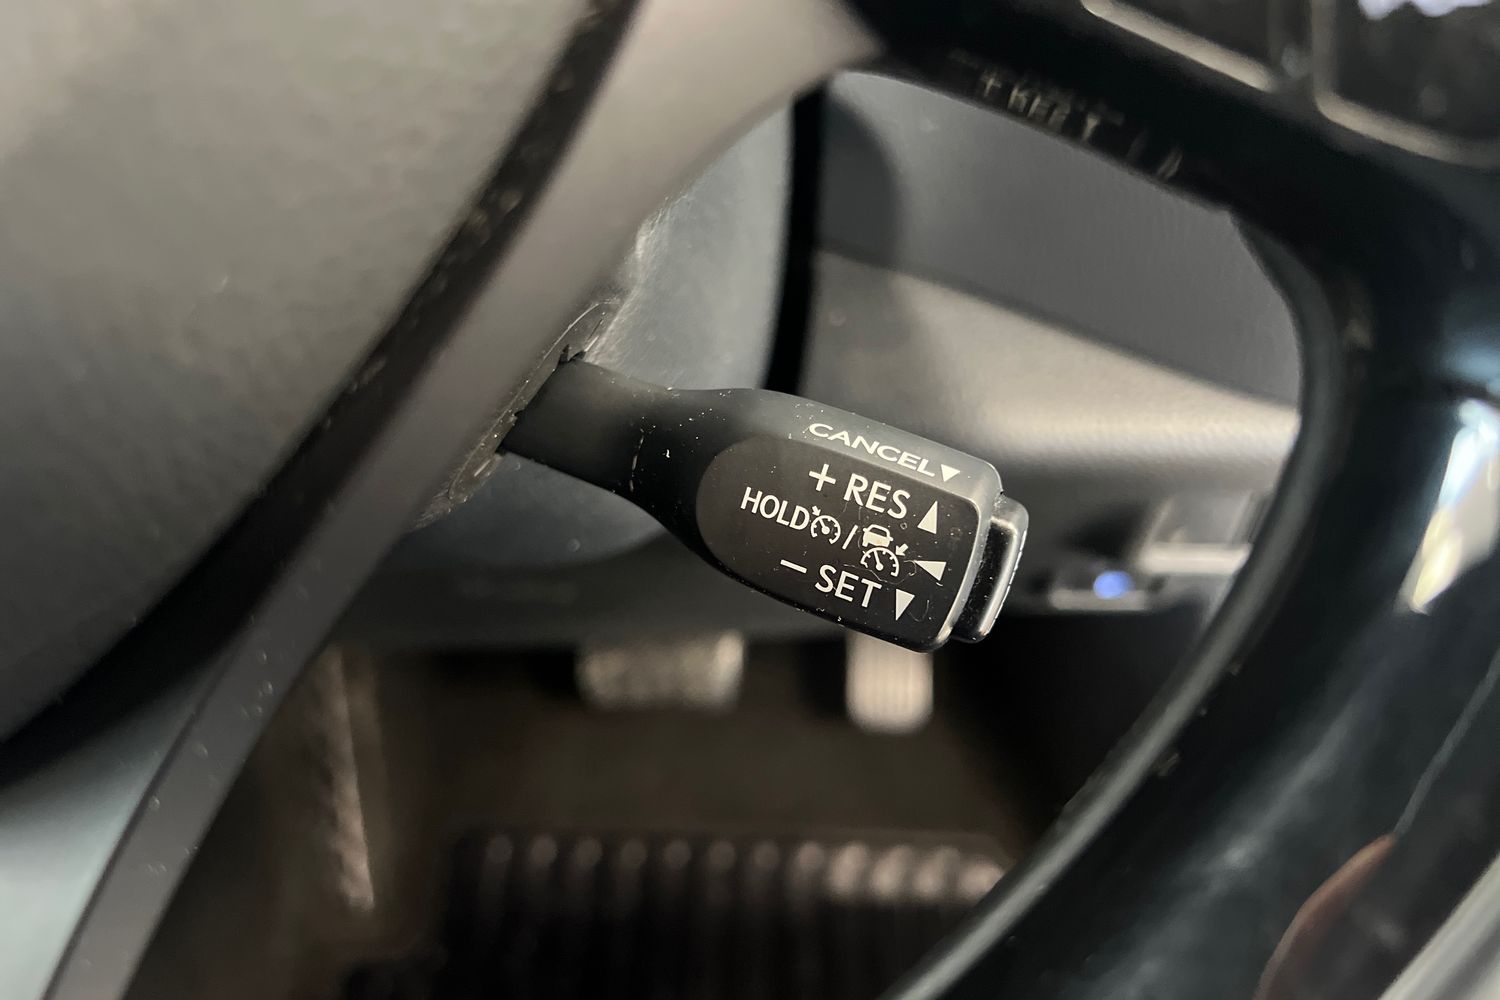 CANCEL▼
+ RES ▲
HOLD /
− SET ▼